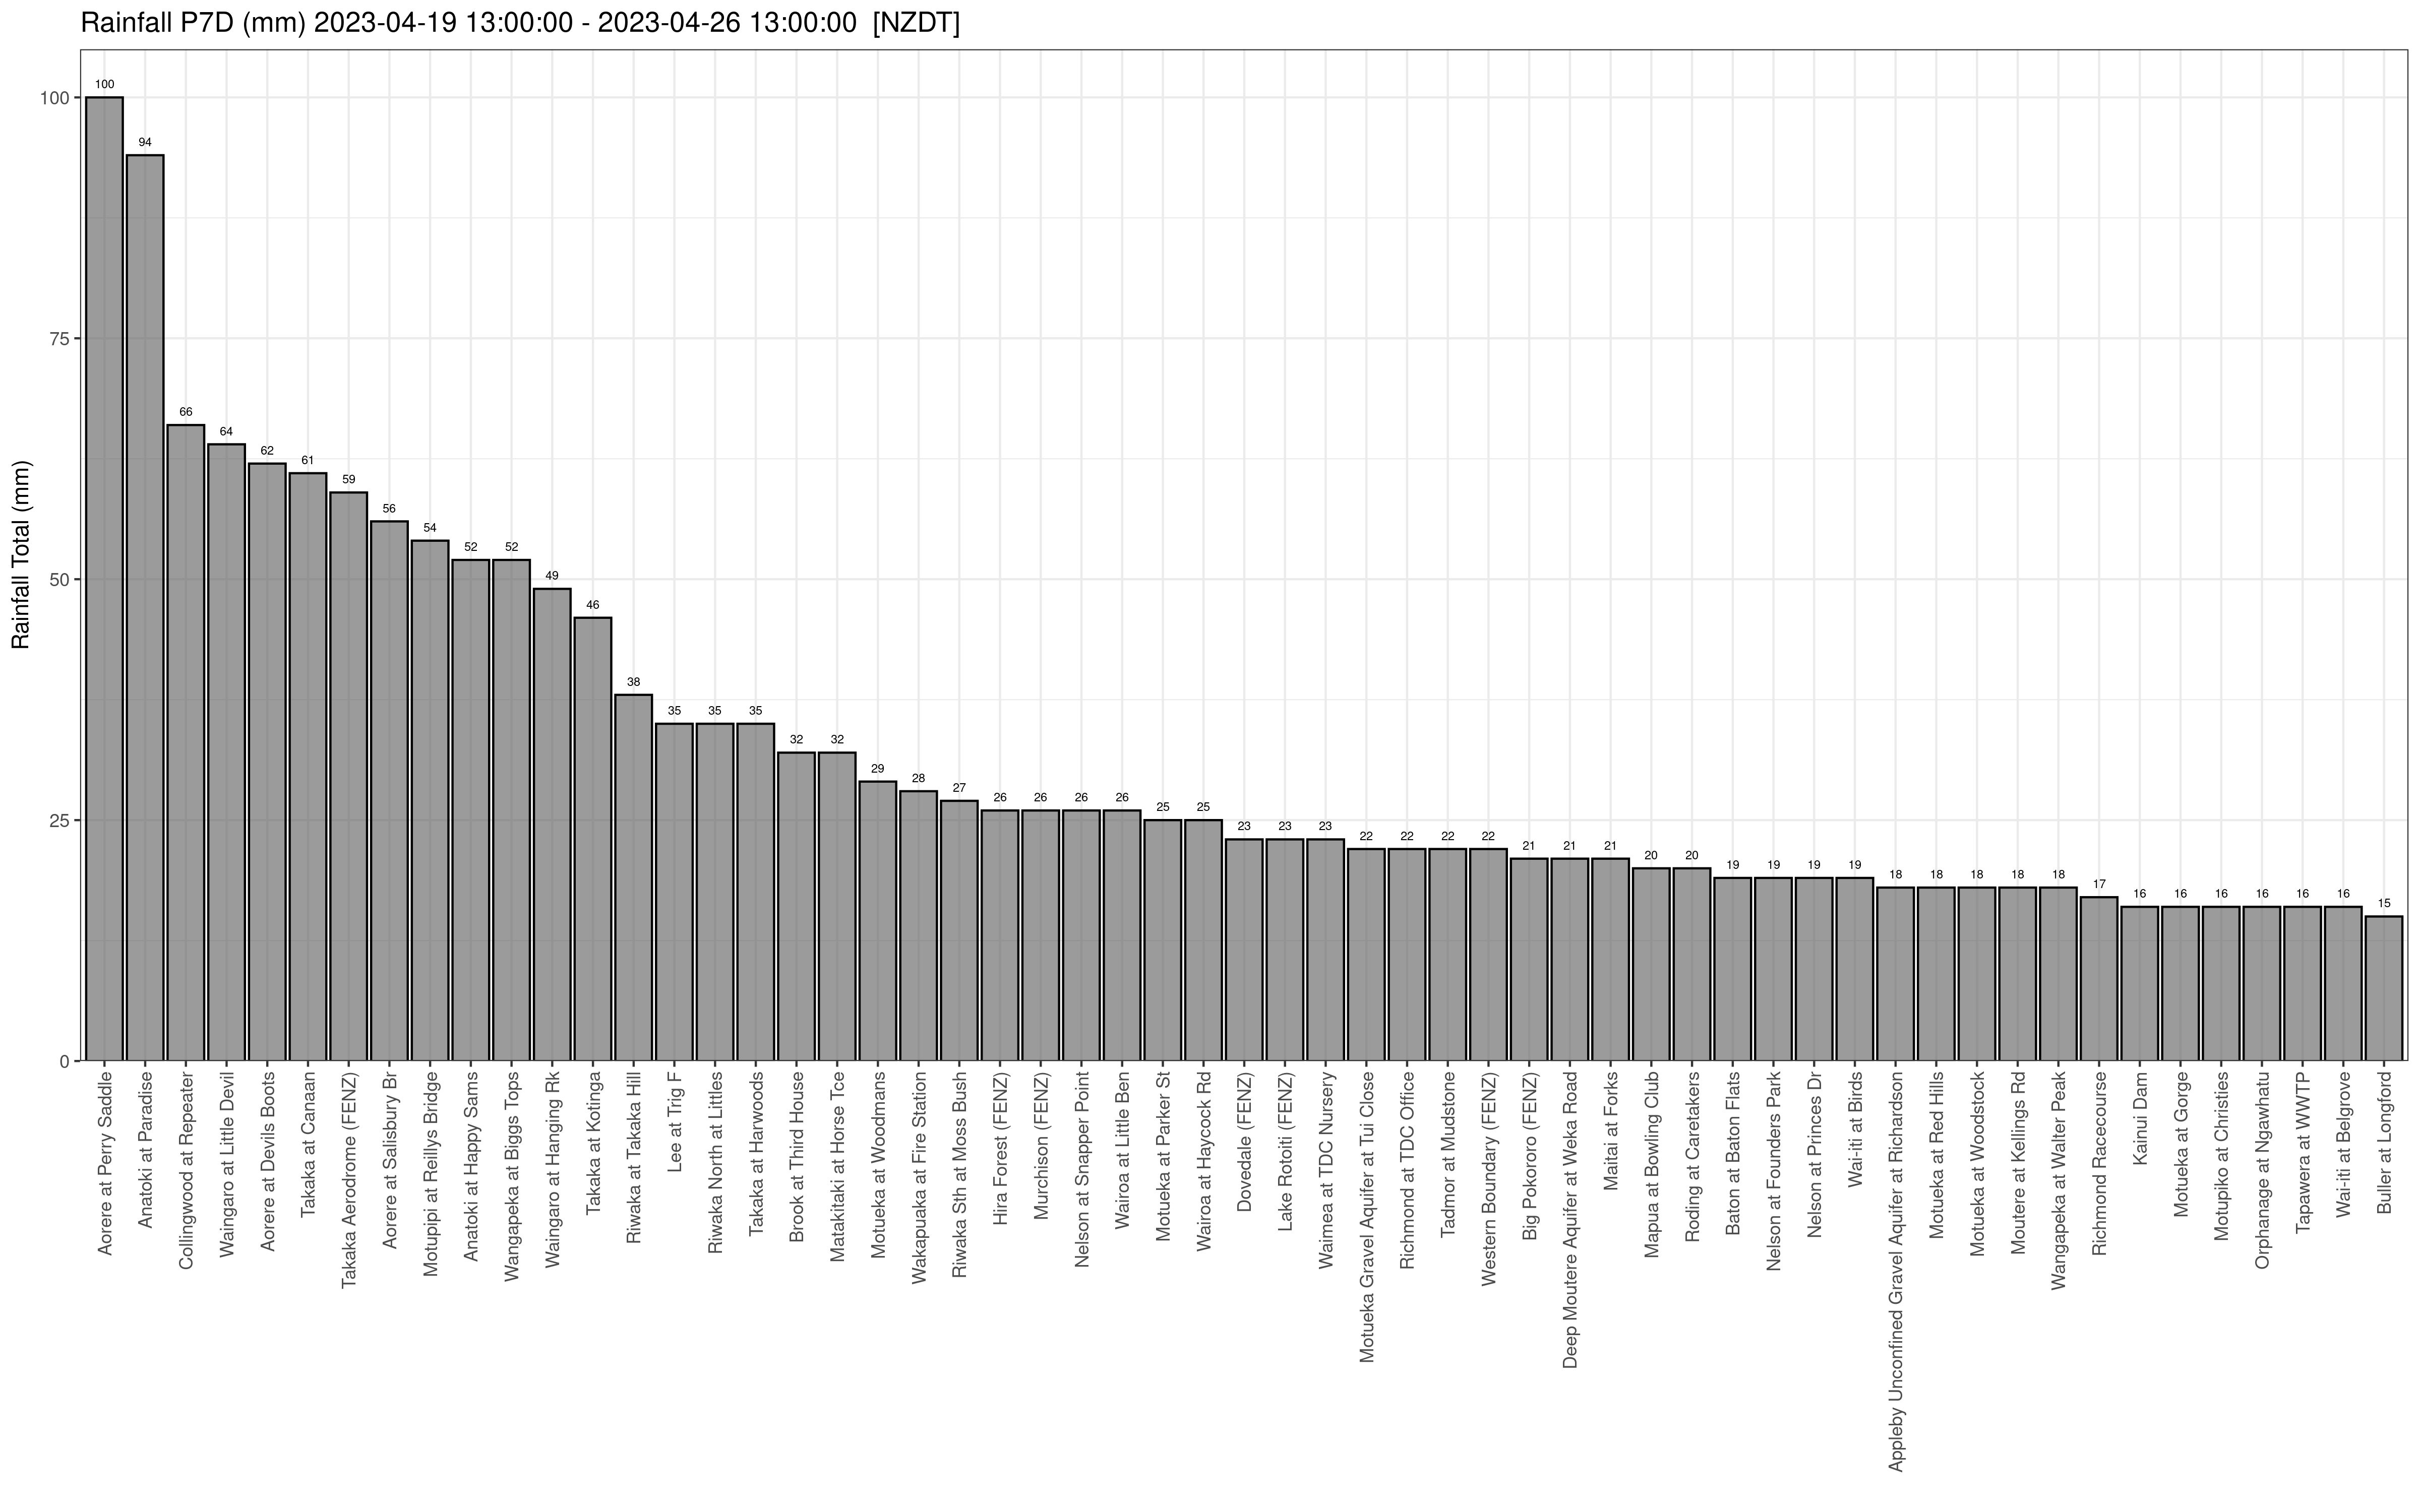 Rainfall P7D (mm) 2023-04-19 13:00:00 - 2023-04-26 13:00:00 [NZDT]
Rainfall Total (mm)
100
75
50
25
0
100
94
66
64
62
61
59
56
54
52
52
49
46
38
35
35
35
32
32
29
28
27
26
26
26
26
25
25
23
23
23
22
22
22
22
21
21
21
20
20
19
19
19
19
18
18
18
18
18
17
16
16
16
16
16
16
15
Aorere at Perry Saddle
Anatoki at Paradise
Collingwood at Repeater
Waingaro at Little Devil
Aorere at Devils Boots
Takaka at Canaan
Takaka Aerodrome (FENZ)
Aorere at Salisbury Br
Motupipi at Reillys Bridge
Anatoki at Happy Sams
Wangapeka at Biggs Tops
Waingaro at Hanging Rk
Takaka at Kotinga
Riwaka at Takaka Hill
Lee at Trig F
Riwaka North at Littles
Takaka at Harwoods
Brook at Third House
Matakitaki at Horse Tce
Motueka at Woodmans
Wakapuaka at Fire Station
Riwaka Sth at Moss Bush
Hira Forest (FENZ)
Murchison (FENZ)
Nelson at Snapper Point
Wairoa at Little Ben
Motueka at Parker St
Wairoa at Haycock Rd
Dovedale (FENZ)
Lake Rotoiti (FENZ)
Waimea at TDC Nursery
Motueka Gravel Aquifer at Tui Close
Richmond at TDC Office
Tadmor at Mudstone
Western Boundary (FENZ)
Big Pokororo (FENZ)
Deep Moutere Aquifer at Weka Road
Maitai at Forks
Mapua at Bowling Club
Roding at Caretakers
Baton at Baton Flats
Nelson at Founders Park
Nelson at Princes Dr
Wai-iti at Birds
Appleby Unconfined Gravel Aquifer at Richardson
Motueka at Red Hills
Motueka at Woodstock
Moutere at Kellings Rd
Wangapeka at Walter Peak
Richmond Racecourse
Kainui Dam
Motueka at Gorge
Motupiko at Christies
Orphanage at Ngawhatu
Tapawera at WWTP
Wai-iti at Belgrove
Buller at Longford